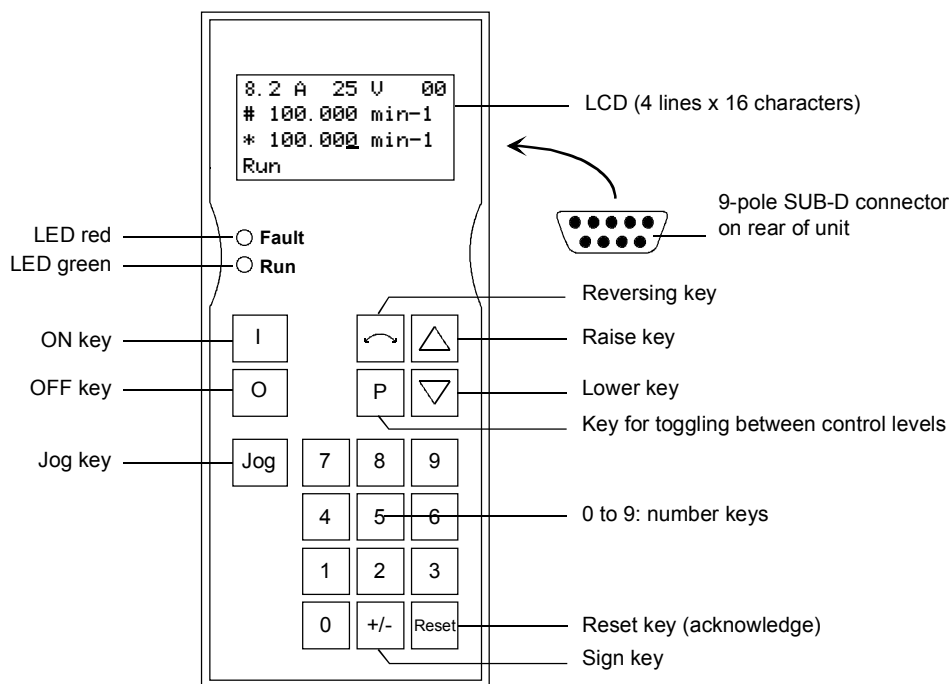 8.2 A 25 V 00
# 100.000 min-1
* 100.000 min-1
Run
LCD (4 lines x 16 characters)
9-pole SUB-D connector
on rear of unit
LED red
Fault
LED green
Run
Reversing key
ON key
I
Raise key
OFF key
O
P
Lower key
Key for toggling between control levels
Jog key
Jog
7
8
9
4
5
6
0 to 9: number keys
1
2
3
0
+/-
Reset
Reset key (acknowledge)
Sign key